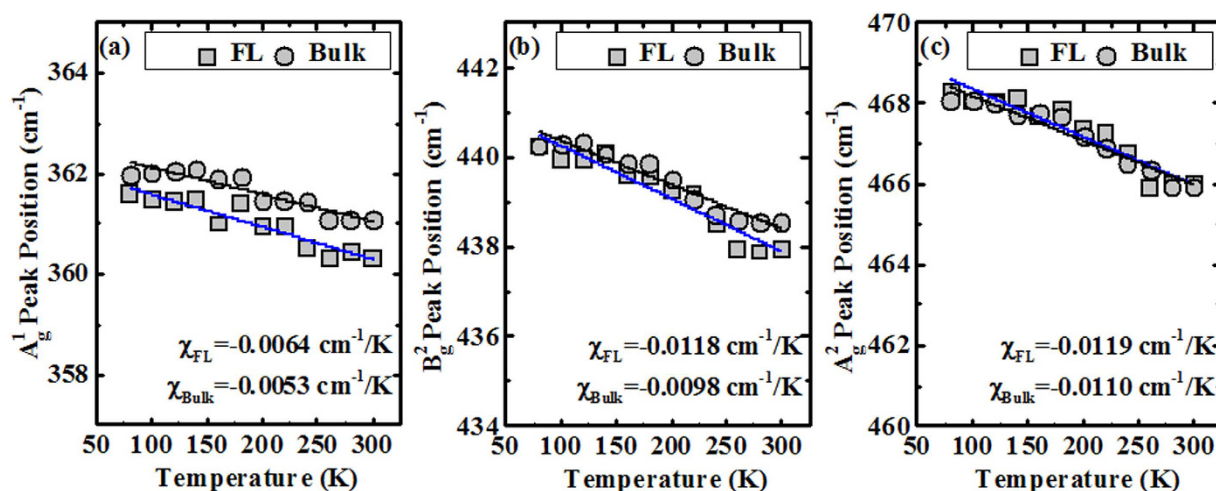 (a) FL Bulk
364
362
360
358
A¹g Peak Position (cm⁻¹)
χFL=-0.0064 cm⁻¹/K
χBulk=-0.0053 cm⁻¹/K
50 100 150 200 250 300
Temperature (K)
(b) FL Bulk
442
440
438
436
434
B²g Peak Position (cm⁻¹)
χFL=-0.0118 cm⁻¹/K
χBulk=-0.0098 cm⁻¹/K
50 100 150 200 250 300
Temperature (K)
470
(c) FL Bulk
468
466
464
462
460
A²g Peak Position (cm⁻¹)
χFL=-0.0119 cm⁻¹/K
χBulk=-0.0110 cm⁻¹/K
50 100 150 200 250 300
Temperature (K)